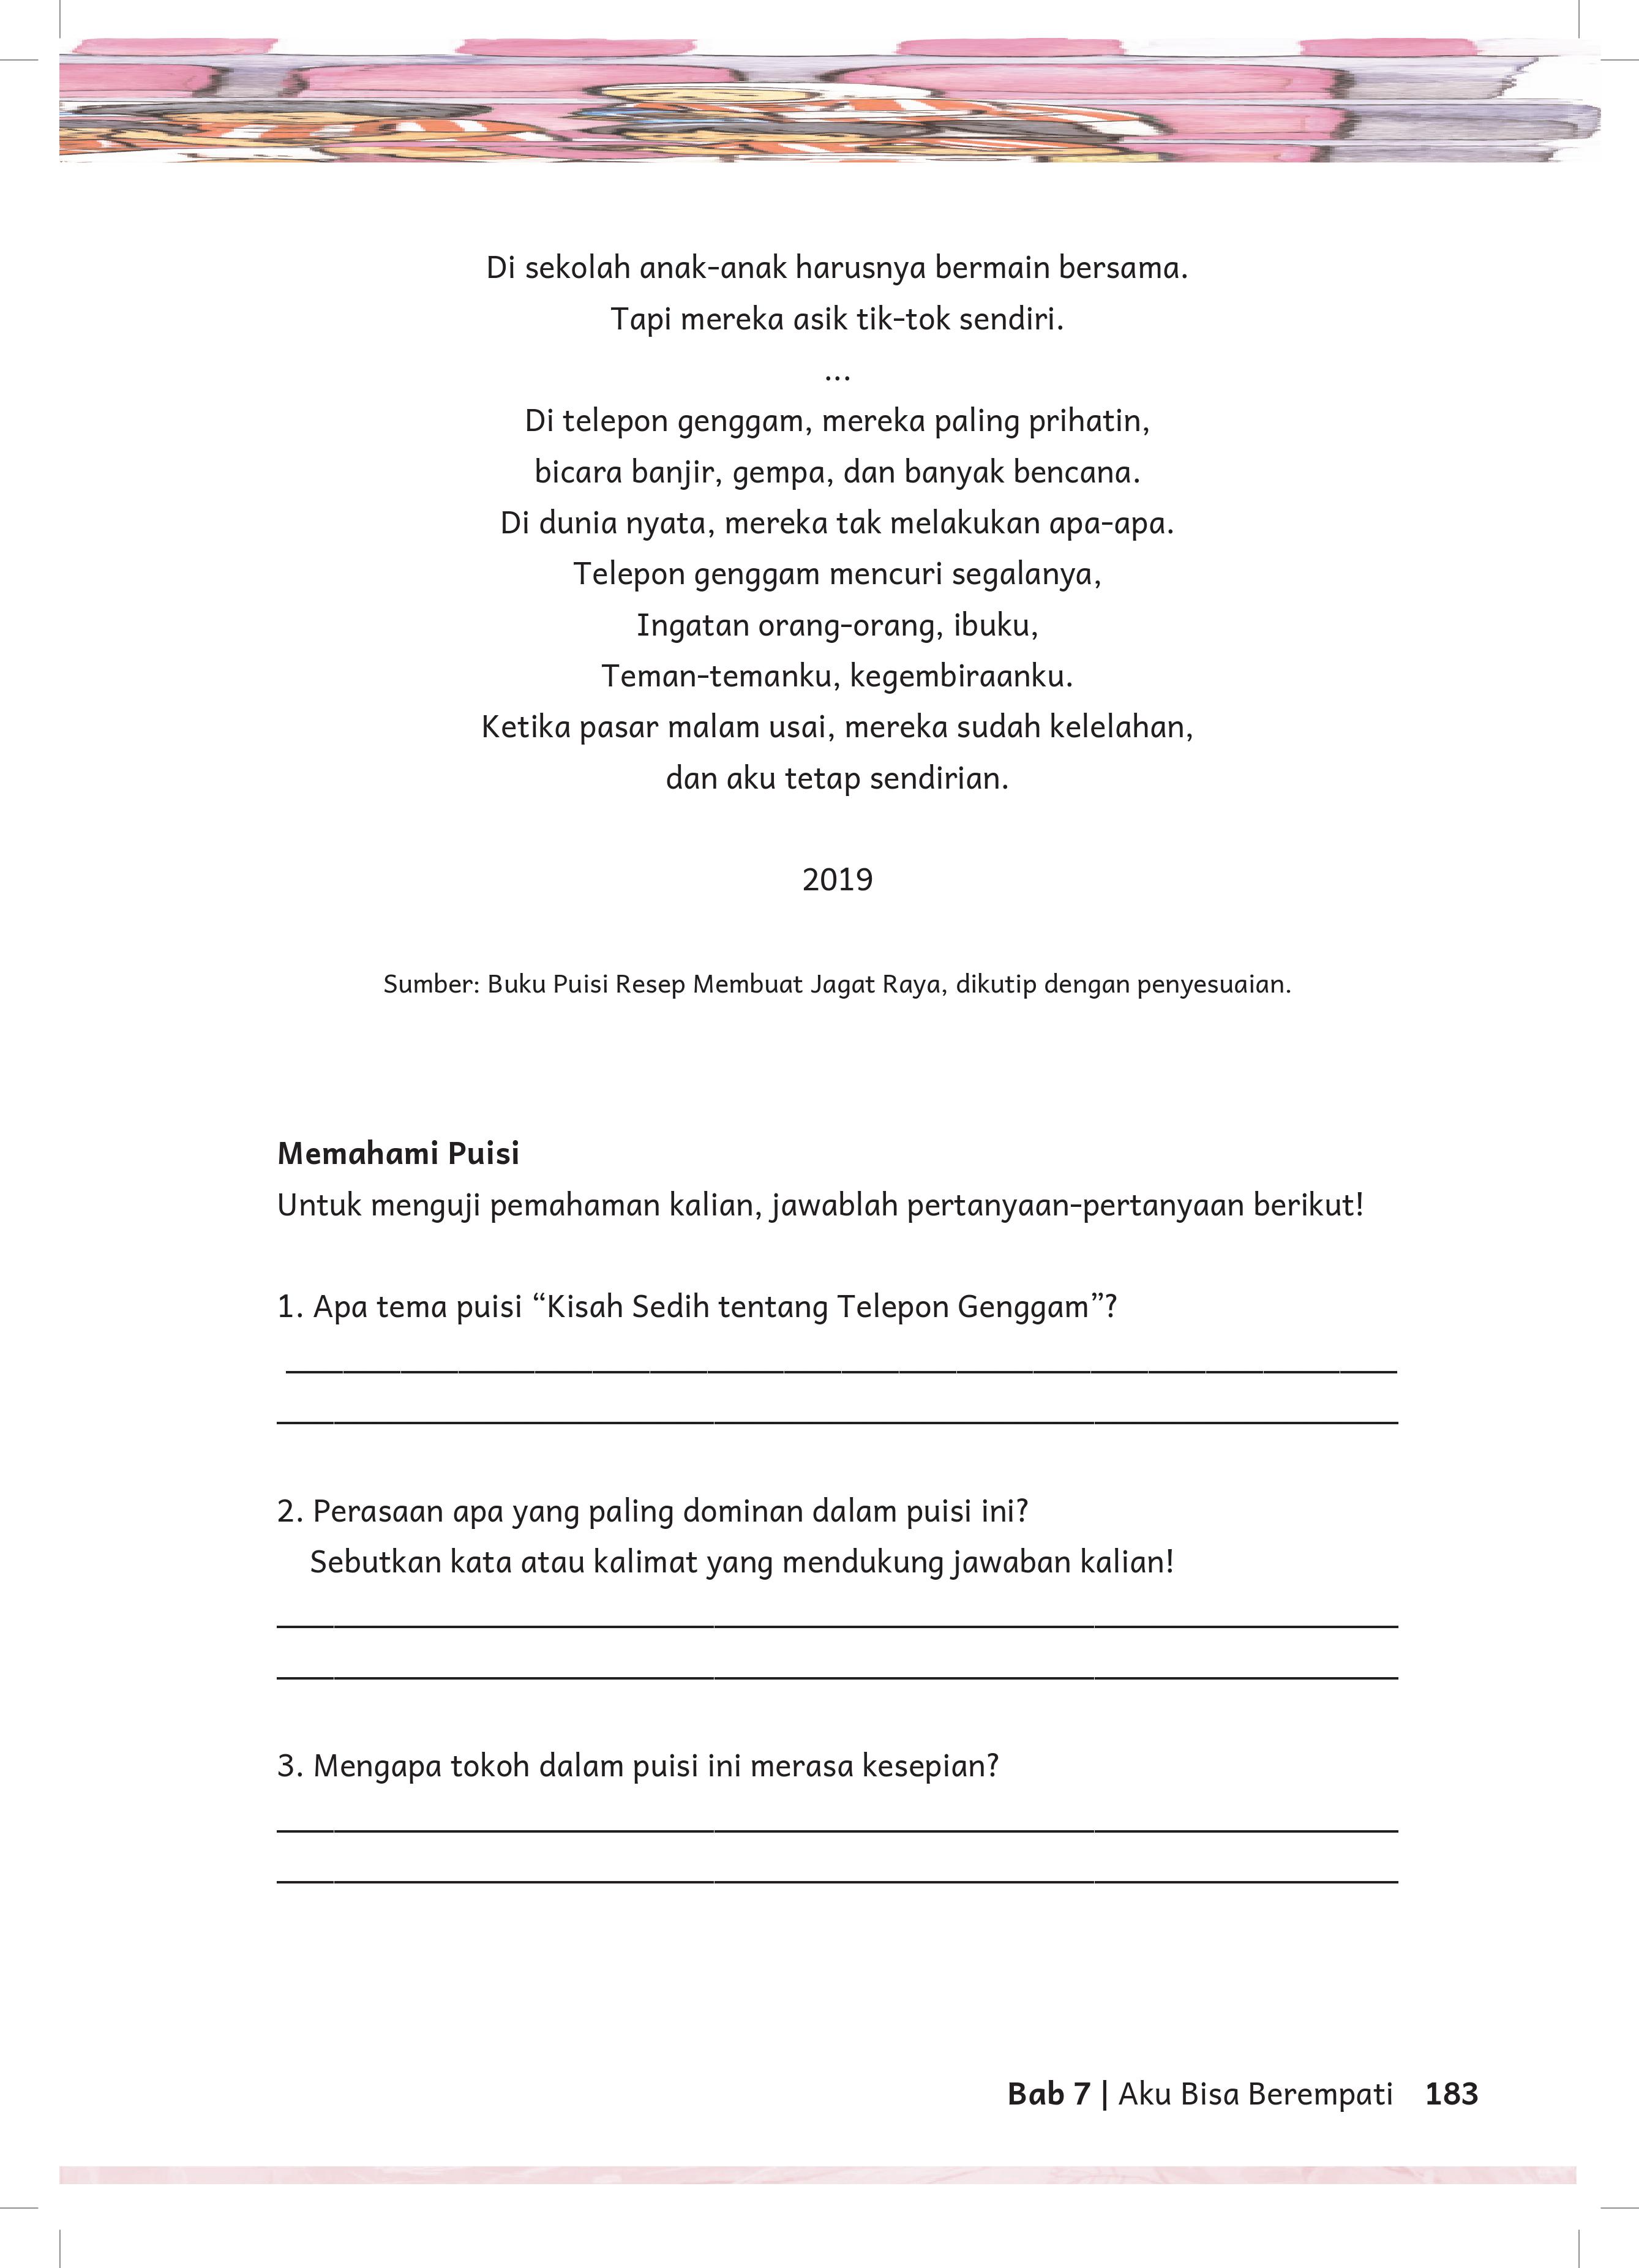 Di sekolah anak-anak harusnya bermain bersama.
Tapi mereka asik tik-tok sendiri.
...
Di telepon genggam, mereka paling prihatin,
bicara banjir, gempa, dan banyak bencana.
Di dunia nyata, mereka tak melakukan apa-apa.
Telepon genggam mencuri segalanya,
Ingatan orang-orang, ibuku,
Teman-temanku, kegembiraanku.
Ketika pasar malam usai, mereka sudah kelelahan,
dan aku tetap sendirian.
2019
Sumber: Buku Puisi Resep Membuat Jagat Raya, dikutip dengan penyesuaian.
Memahami Puisi
Untuk menguji pemahaman kalian, jawablah pertanyaan-pertanyaan berikut!
1. Apa tema puisi “Kisah Sedih tentang Telepon Genggam”?
2. Perasaan apa yang paling dominan dalam puisi ini?
Sebutkan kata atau kalimat yang mendukung jawaban kalian!
3. Mengapa tokoh dalam puisi ini merasa kesepian?
Bab 7 | Aku Bisa Berempati 183